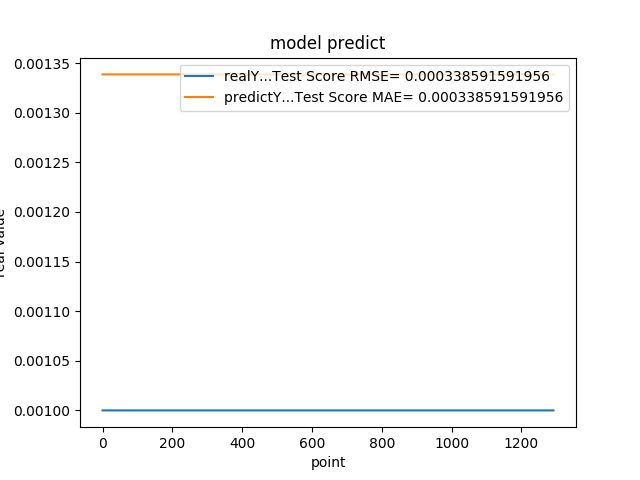 model predict
realY...Test Score RMSE= 0.000338591591956
predictY...Test Score MAE= 0.000338591591956
0.00135
0.00130
0.00125
0.00120
0.00115
0.00110
0.00105
0.00100
real value
0 200 400 600 800 1000 1200
point